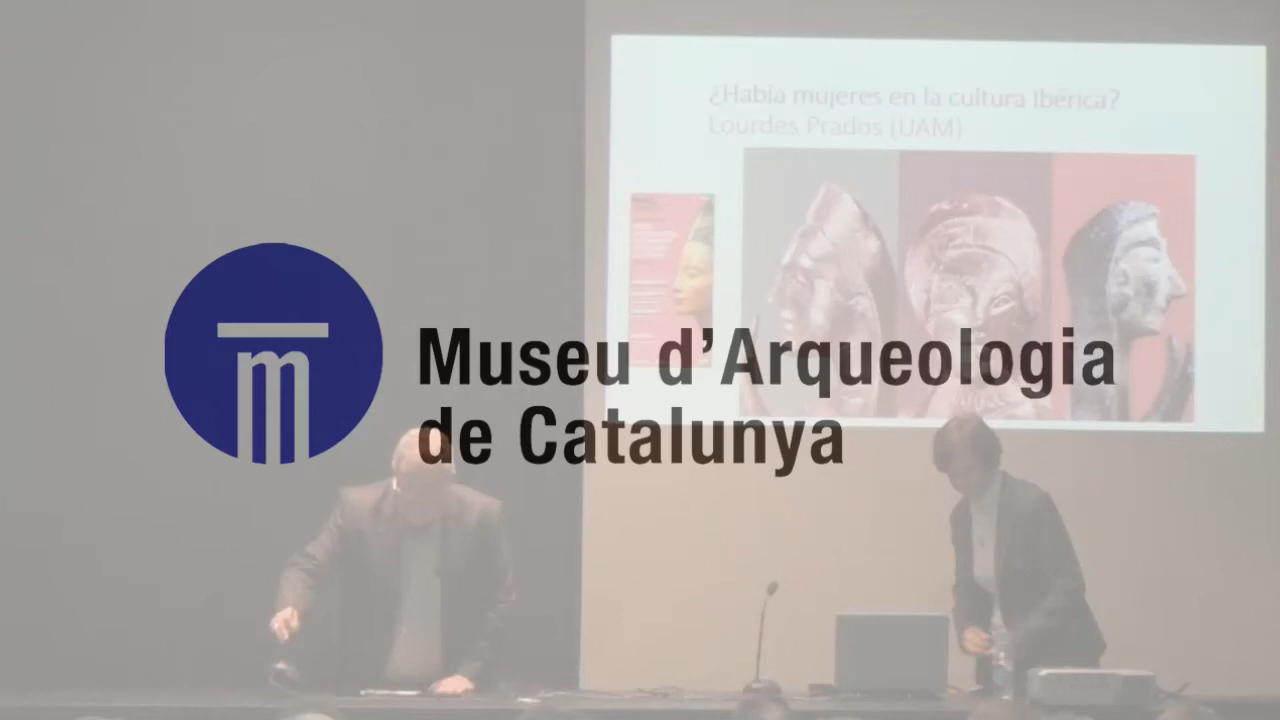 ¿Había mujeres en la cultura Ibérica?
Lourdes Prados (UAM)
m
Museu d’Arqueologia
de Catalunya